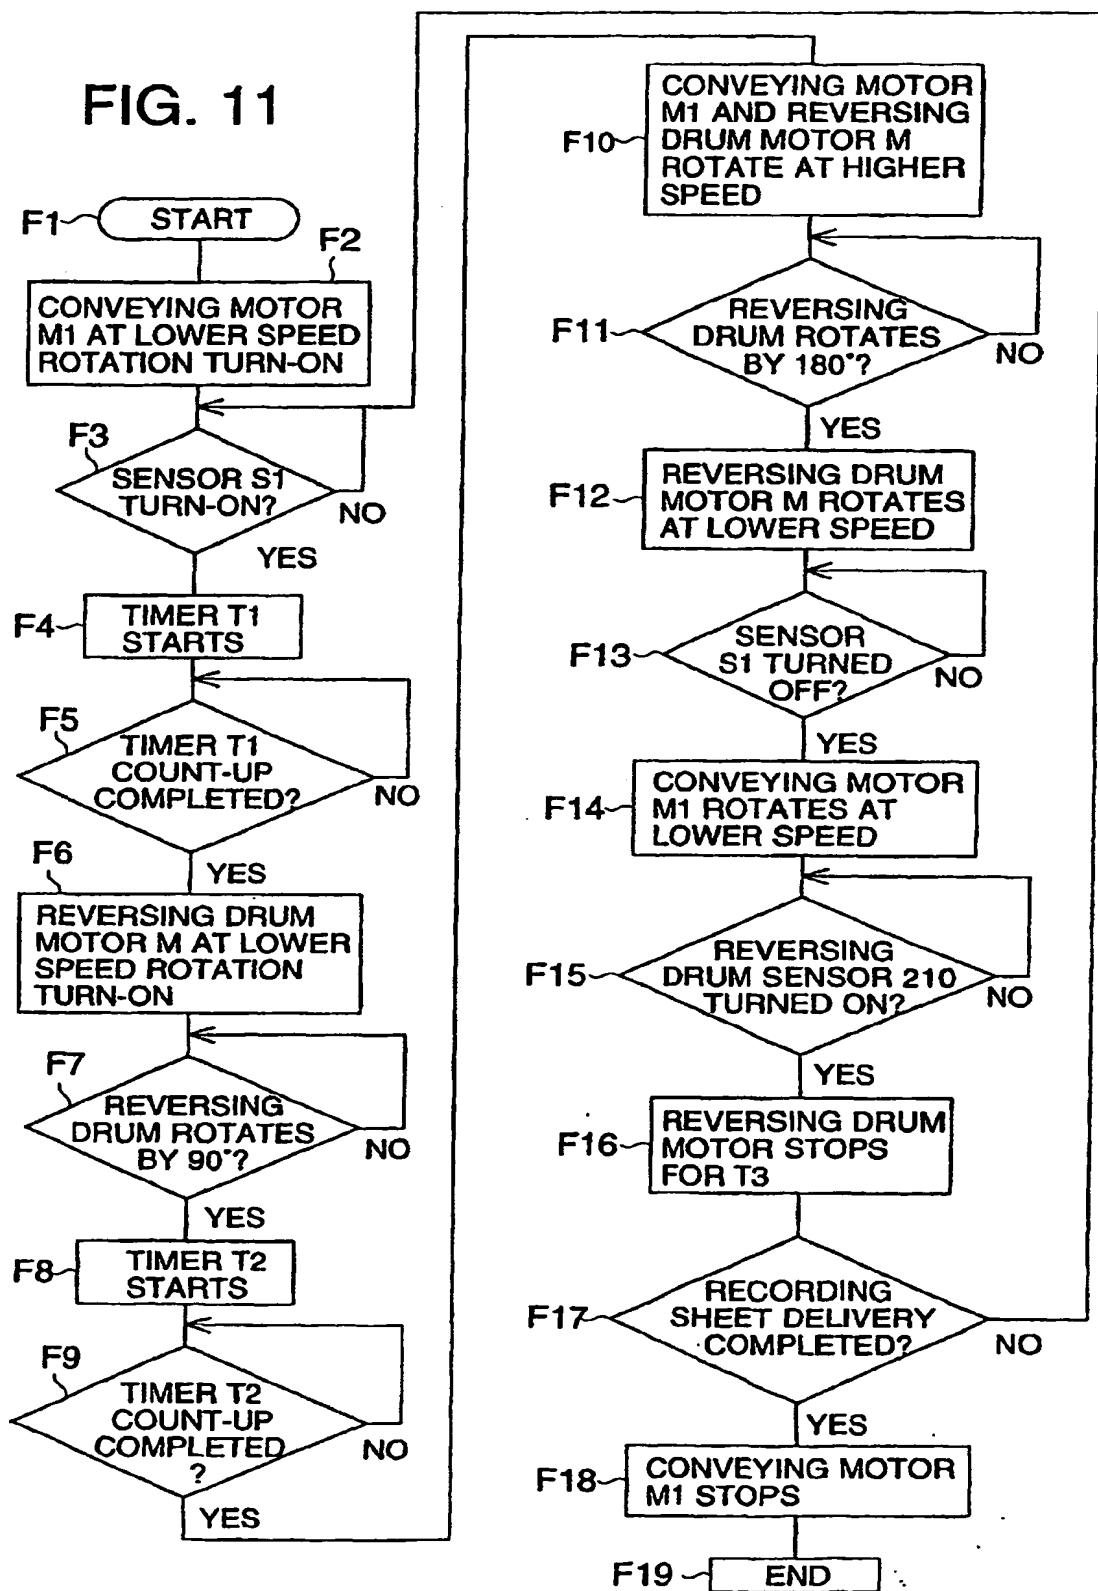 FIG. 11
F1
START
F2
CONVEYING MOTOR
M1 AT LOWER SPEED
ROTATION TURN-ON
F3
SENSOR S1
TURN-ON?
NO
YES
F4
TIMER T1
STARTS
F5
TIMER T1
COUNT-UP
COMPLETED?
NO
YES
F6
REVERSING DRUM
MOTOR M AT LOWER
SPEED ROTATION
TURN-ON
F7
REVERSING
DRUM ROTATES
BY 90°?
NO
YES
F8
TIMER T2
STARTS
F9
TIMER T2
COUNT-UP
COMPLETED
?
NO
YES
F10
CONVEYING MOTOR
M1 AND REVERSING
DRUM MOTOR M
ROTATE AT HIGHER
SPEED
F11
REVERSING
DRUM ROTATES
BY 180°?
NO
YES
F12
REVERSING DRUM
MOTOR M ROTATES
AT LOWER SPEED
F13
SENSOR
S1 TURNED
OFF?
NO
YES
F14
CONVEYING MOTOR
M1 ROTATES AT
LOWER SPEED
F15
REVERSING
DRUM SENSOR 210
TURNED ON?
NO
YES
F16
REVERSING DRUM
MOTOR STOPS
FOR T3
F17
RECORDING
SHEET DELIVERY
COMPLETED?
NO
YES
F18
CONVEYING MOTOR
M1 STOPS
F19
END